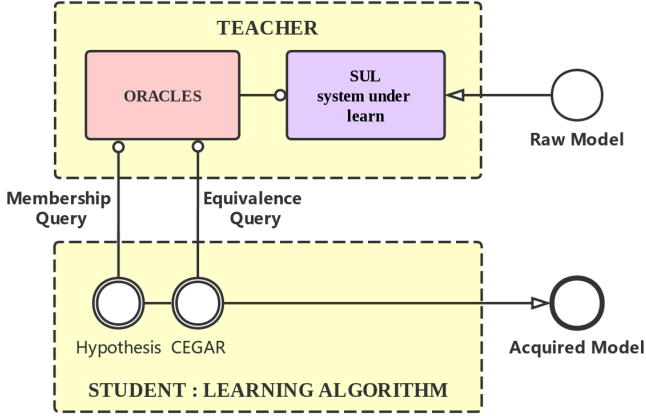 TEACHER
ORACLES
SUL
system under
learn
Raw Model
Membership
Query
Equivalence
Query
Hypothesis
CEGAR
Acquired Model
STUDENT : LEARNING ALGORITHM